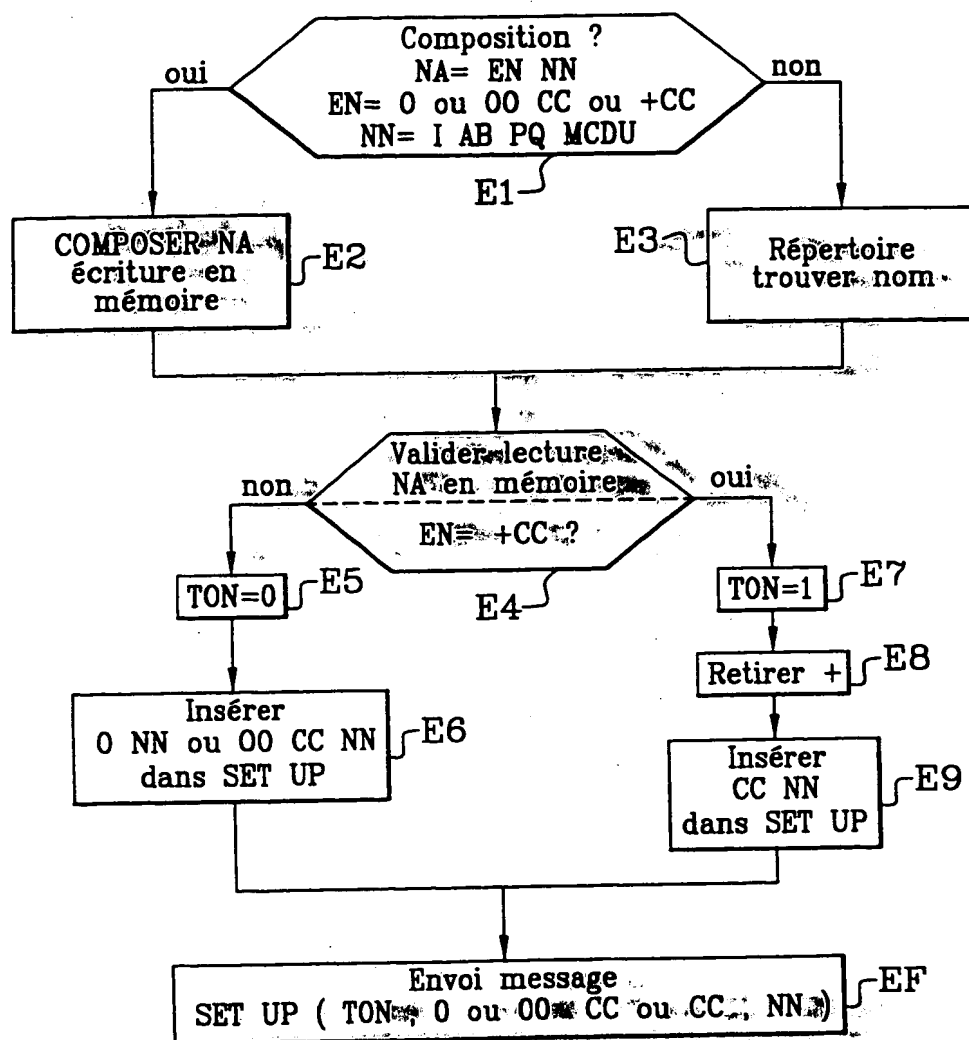 Composition ?
oui
NA= EN NN
non
EN= 0 ou 00 CC ou +CC
NN= I AB PQ MCDU
E1
COMPOSER NA
écriture en
mémoire
E2
E3
Répertoire
trouver nom
Valider lecture
NA en mémoire
non
oui
EN≡ +CC ?
E4
TON=0
E5
TON=1
E7
Retirer +
E8
Insérer
0 NN ou 00 CC NN
dans SET UP
E6
Insérer
CC NN
dans SET UP
E9
Envoi message
SET UP ( TON , 0 ou 00 CC ou CC , NN )
EF